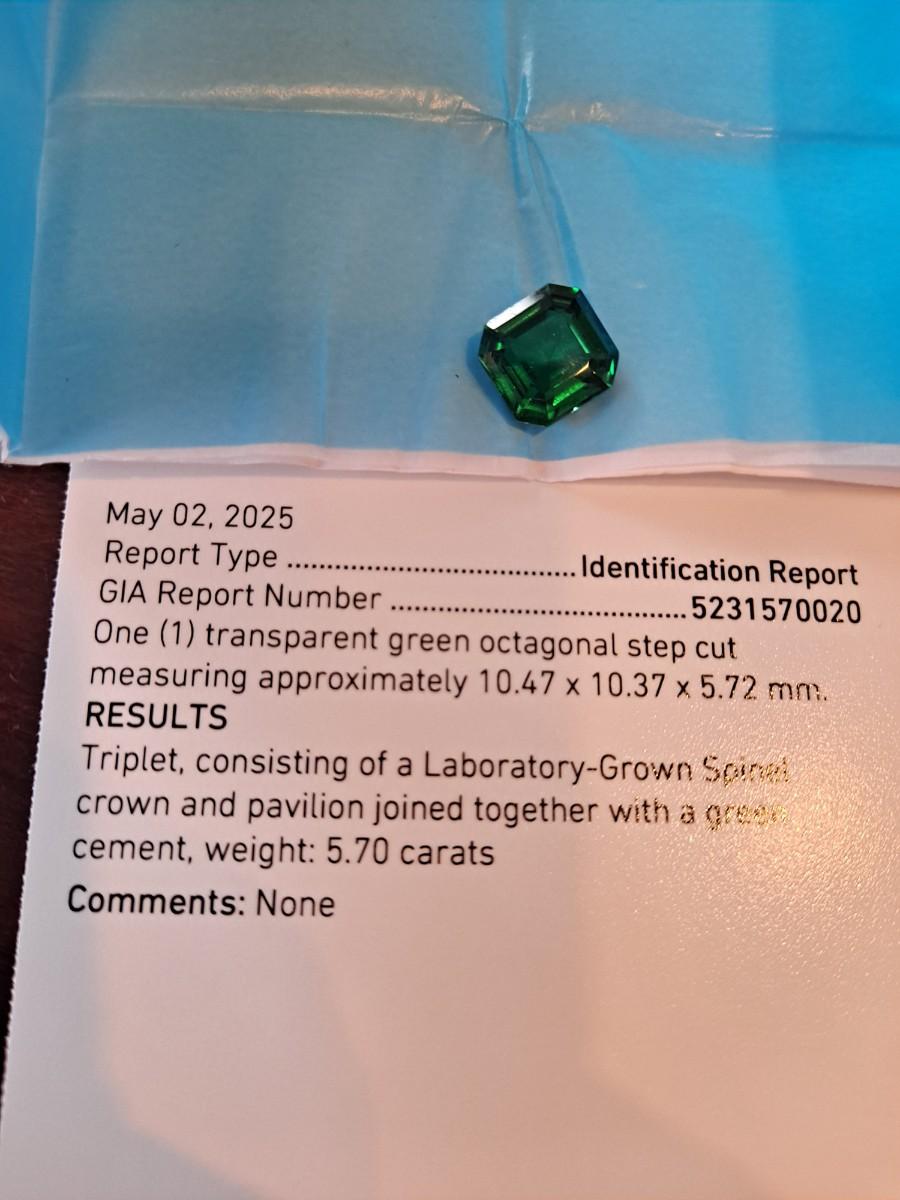 May 02, 2025
Report Type .................................... Identification Report
GIA Report Number ..................................... 5231570020
One (1) transparent green octagonal step cut
measuring approximately 10.47 x 10.37 x 5.72 mm.
RESULTS
Triplet, consisting of a Laboratory-Grown Spinel
crown and pavilion joined together with a green
cement, weight: 5.70 carats
Comments: None